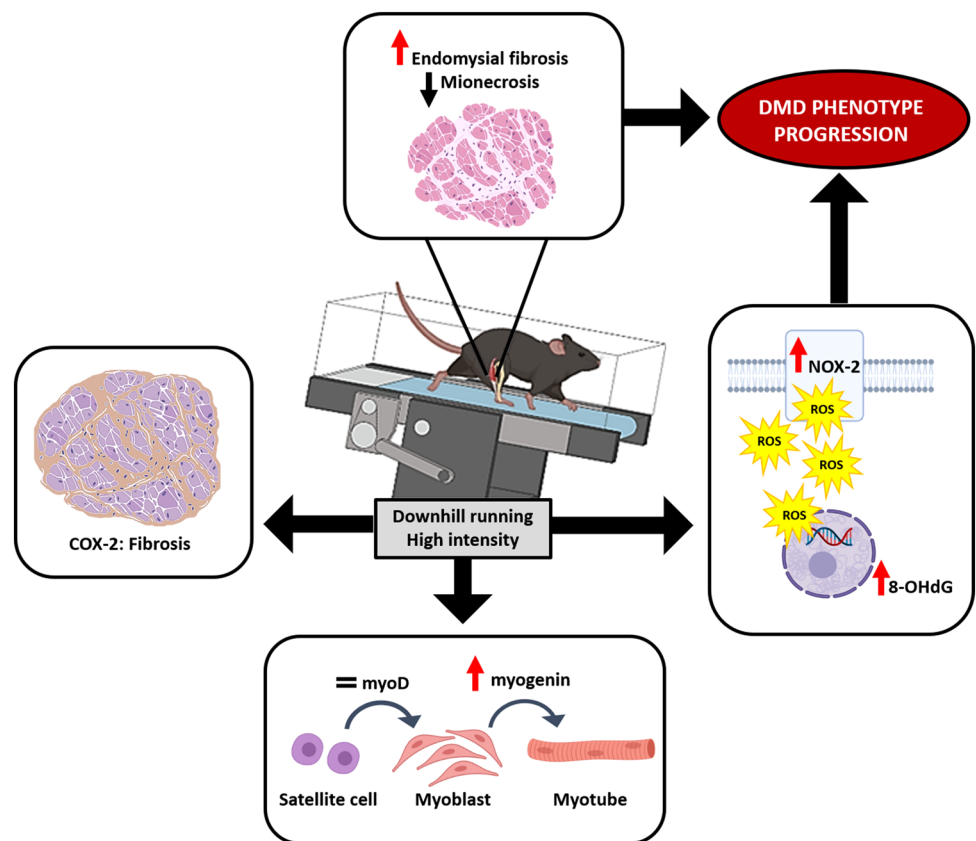 Endomysial fibrosis
Mionecrosis
DMD PHENOTYPE
PROGRESSION
NOX-2
ROS
ROS
ROS
ROS
8-OHdG
COX-2: Fibrosis
Downhill running
High intensity
= myoD
myogenin
Satellite cell
Myoblast
Myotube